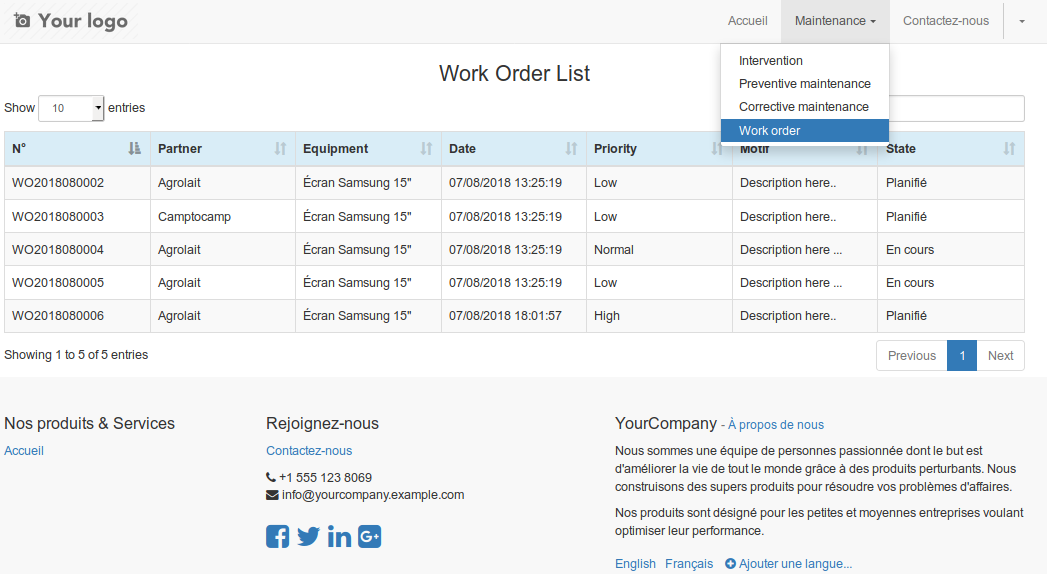 Your logo
Accueil Maintenance Contactez-nous
Intervention
Preventive maintenance
Corrective maintenance
Work order
Work Order List
Show 10 entries
N° Partner Equipment Date Priority Motif State
WO2018080002 Agrolait Écran Samsung 15" 07/08/2018 13:25:19 Low Description here.. Planifié
WO2018080003 Camptocamp Écran Samsung 15" 07/08/2018 13:25:19 Low Description here.. Planifié
WO2018080004 Agrolait Écran Samsung 15" 07/08/2018 13:25:19 Normal Description here ... En cours
WO2018080005 Agrolait Écran Samsung 15" 07/08/2018 13:25:19 Low Description here... En cours
WO2018080006 Agrolait Écran Samsung 15" 07/08/2018 18:01:57 High Description here.. Planifié
Showing 1 to 5 of 5 entries
Previous 1 Next
Nos produits & Services
Accueil
Rejoignez-nous
Contactez-nous
+1 555 123 8069
info@yourcompany.example.com
YourCompany - À propos de nous
Nous sommes une équipe de personnes passionnée dont le but est
d'améliorer la vie de tout le monde grâce à des produits perturbants. Nous
construisons des supers produits pour résoudre vos problèmes d'affaires.
Nos produits sont désigné pour les petites et moyennes entreprises voulant
optimiser leur performance.
English Français Ajouter une langue...